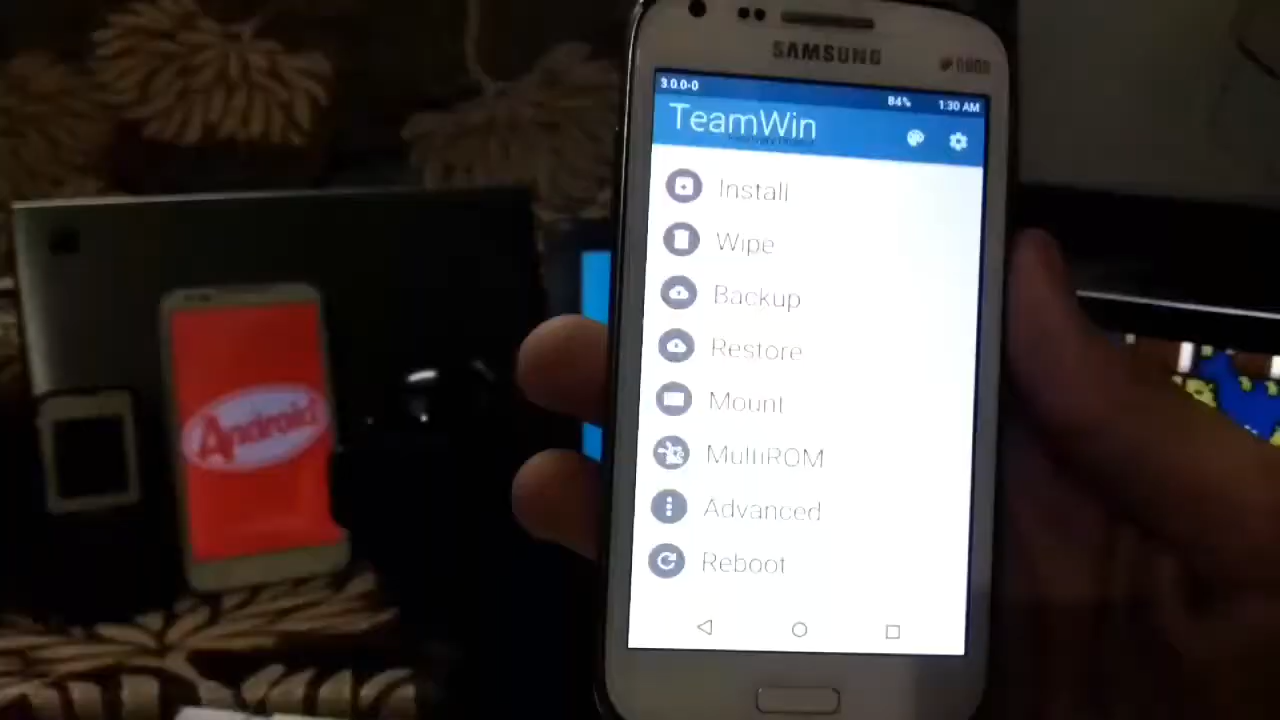 SAMSUNG
DUOS
3.0.0-0
84%
1:30 AM
TeamWin
Install
Wipe
Backup
Restore
Mount
MultiROM
Advanced
Reboot
Android